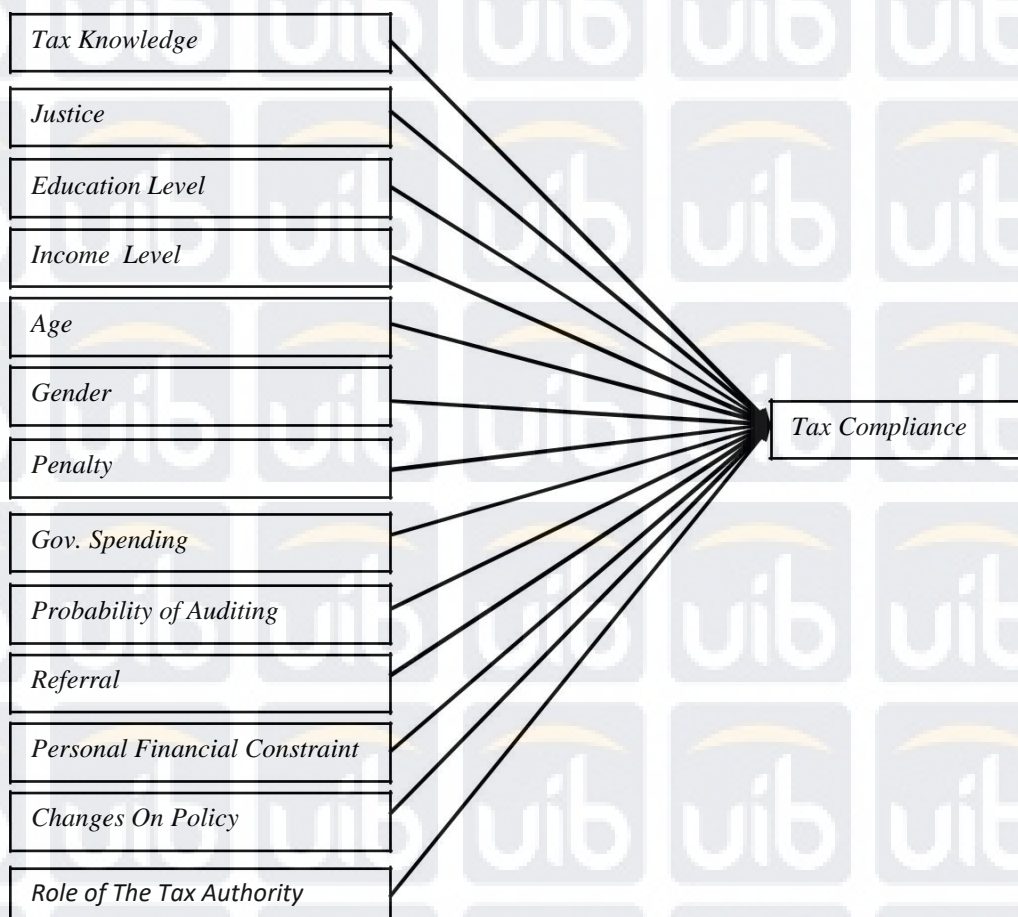 Tax Knowledge
Justice
Education Level
Income Level
Age
Gender
Penalty
Gov. Spending
Probability of Auditing
Referral
Personal Financial Constraint
Changes On Policy
Role of The Tax Authority
Tax Compliance
uib